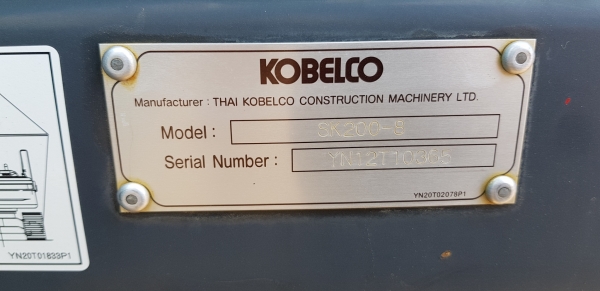 KOBELCO
Manufacturer : THAI KOBELCO CONSTRUCTION MACHINERY LTD.
Model : SK200-8
Serial Number :
YN20T02078P1
YN20T01833P1